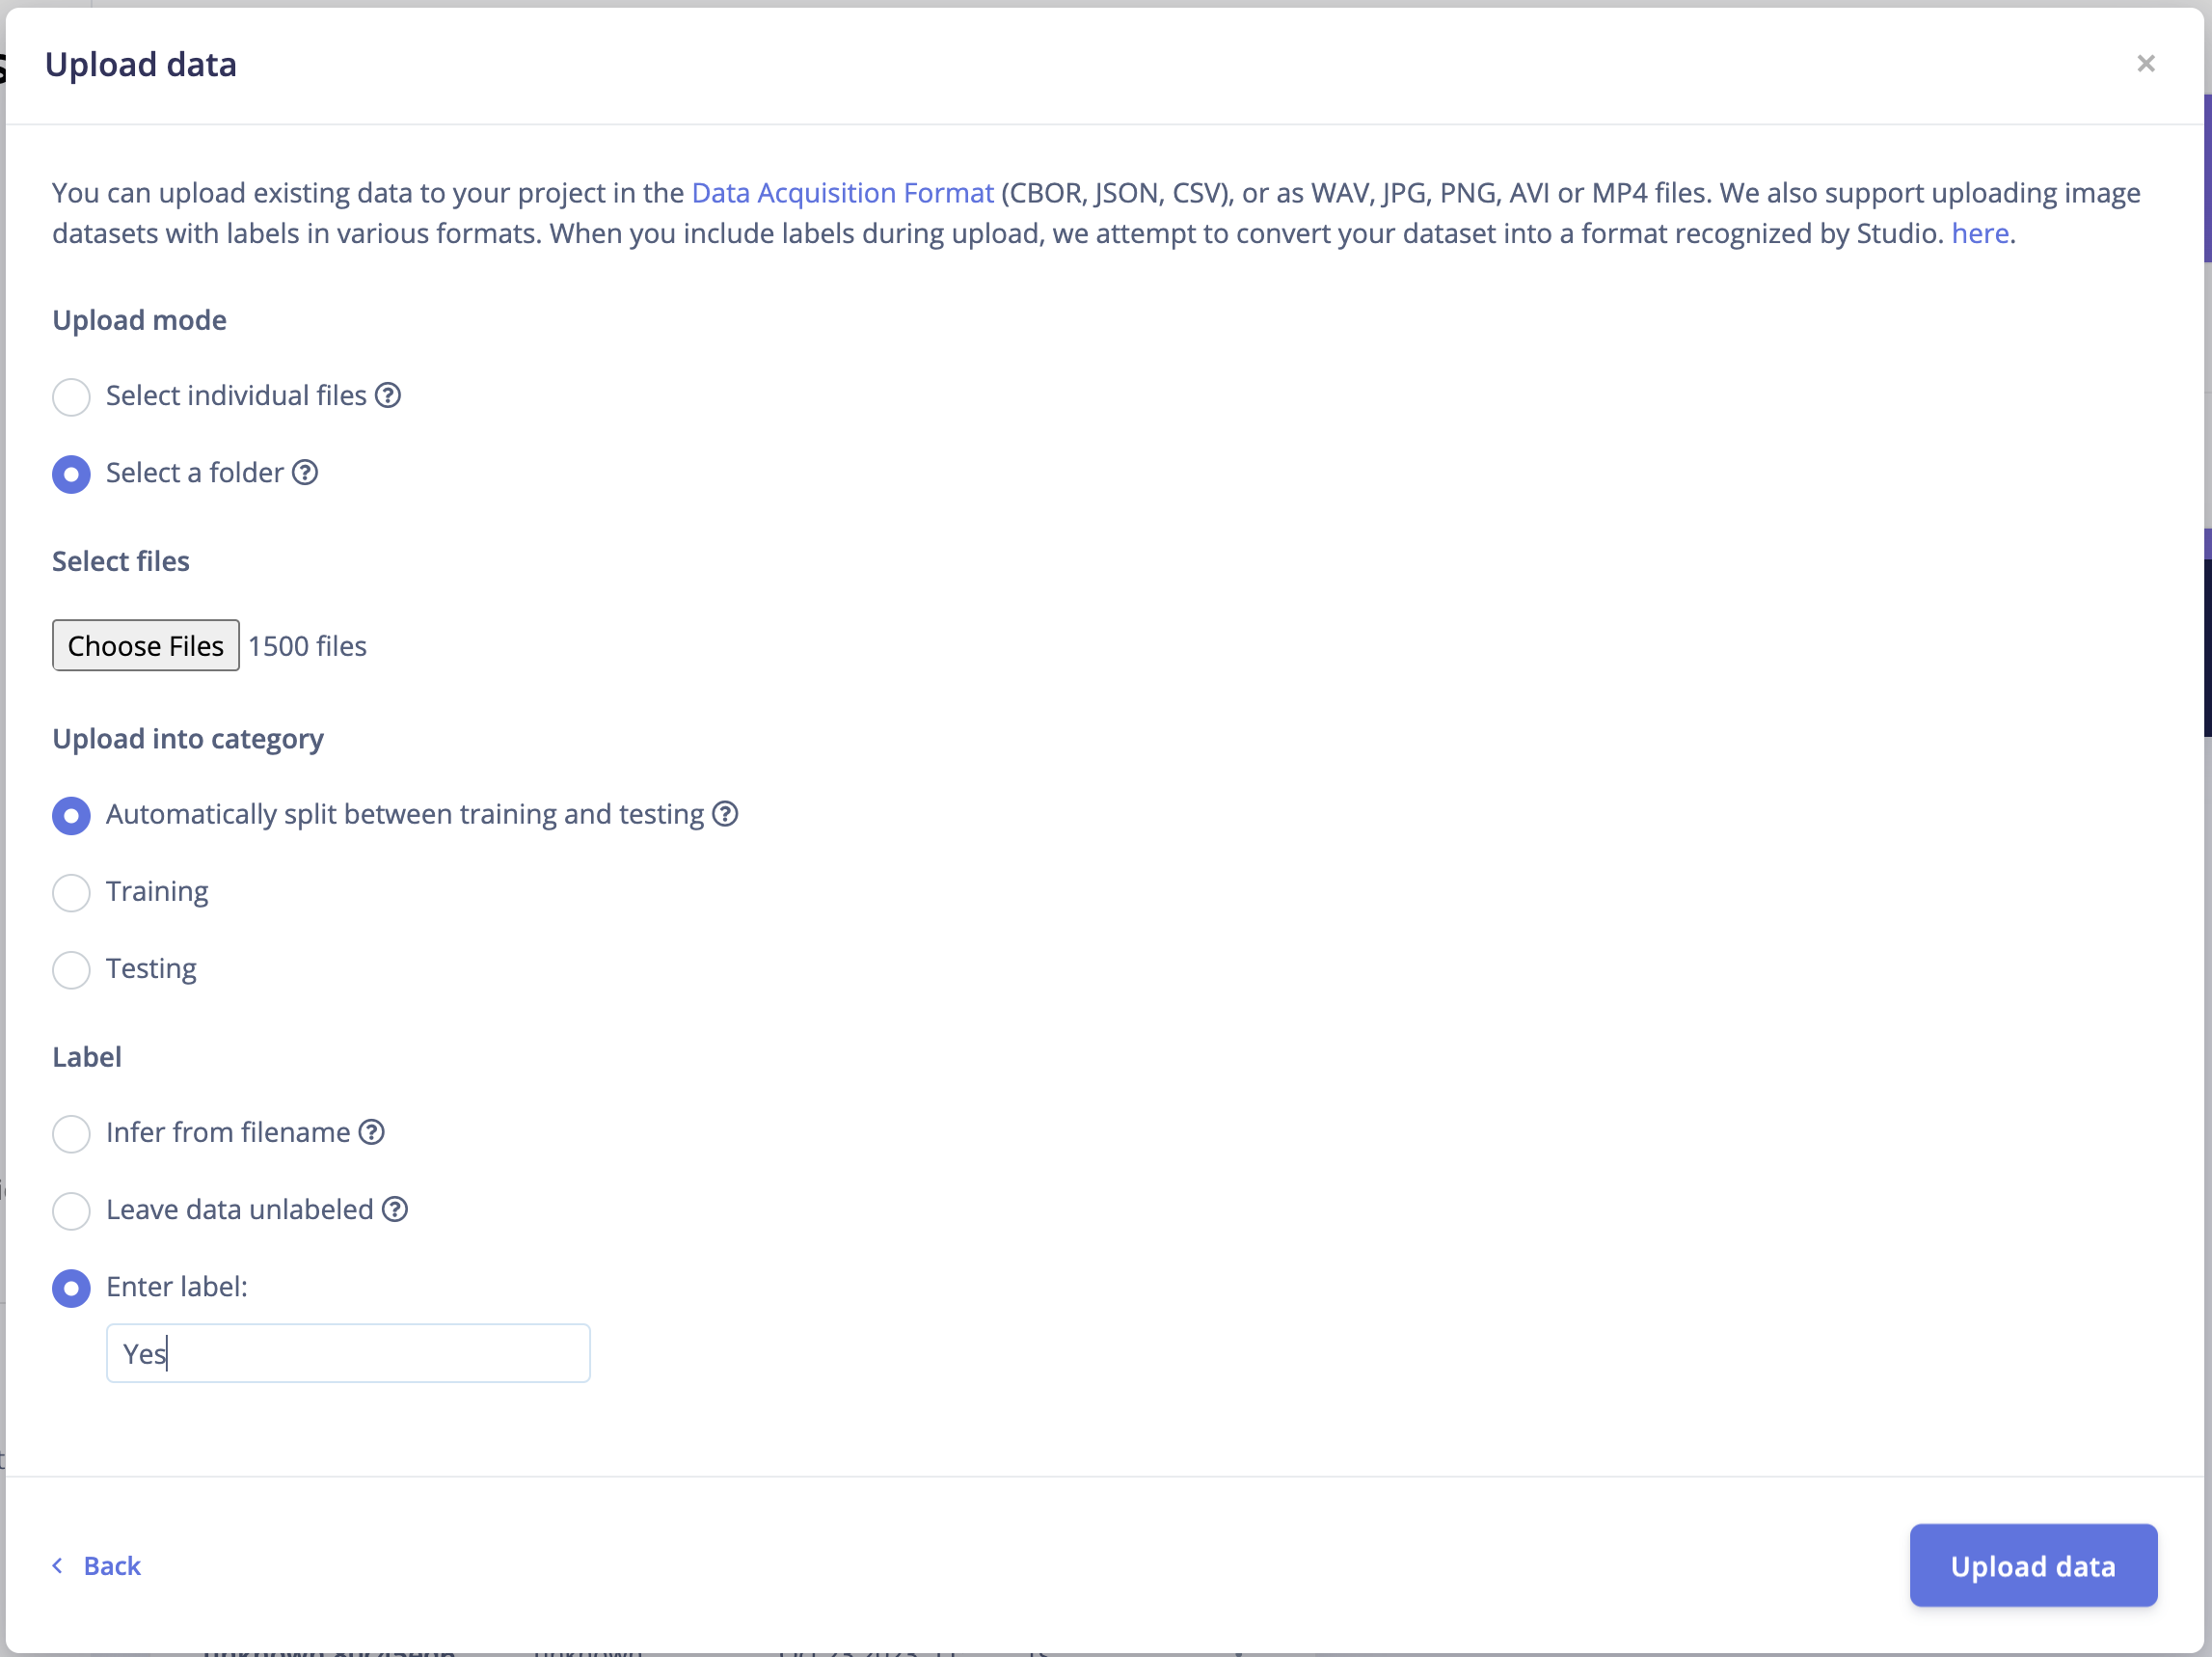 Upload data
×
You can upload existing data to your project in the Data Acquisition Format (CBOR, JSON, CSV), or as WAV, JPG, PNG, AVI or MP4 files. We also support uploading image
datasets with labels in various formats. When you include labels during upload, we attempt to convert your dataset into a format recognized by Studio. here.
Upload mode
Select individual files ?
Select a folder ?
Select files
Choose Files 1500 files
Upload into category
Automatically split between training and testing ?
Training
Testing
Label
Infer from filename ?
Leave data unlabeled ?
Enter label:
Yes
Back
Upload data